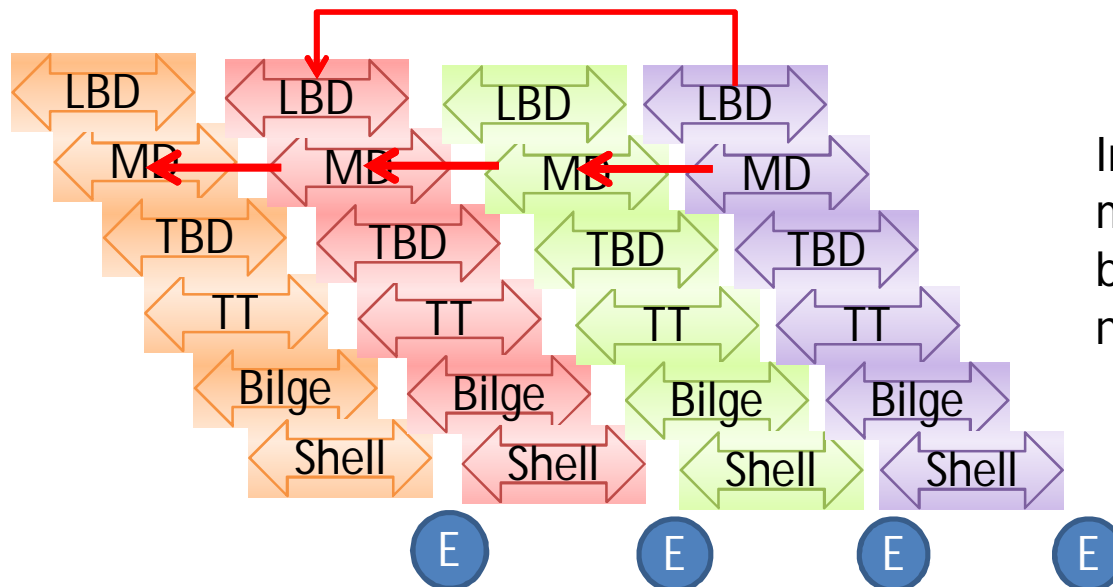 LBD LBD LBD LBD
MD MD MD MD
TBD TBD TBD TBD
TT TT TT TT
Bilge Bilge Bilge Bilge
Shell Shell Shell Shell
E E E E